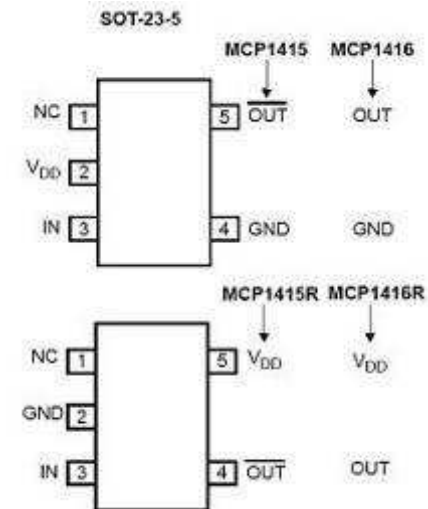 SOT-23-5
MCP1415 MCP1416
NC 1 5 OUT OUT
VDD 2
IN 3 4 GND GND
MCP1415R MCP1416R
NC 1 5 VDD VDD
GND 2
IN 3 4 OUT OUT